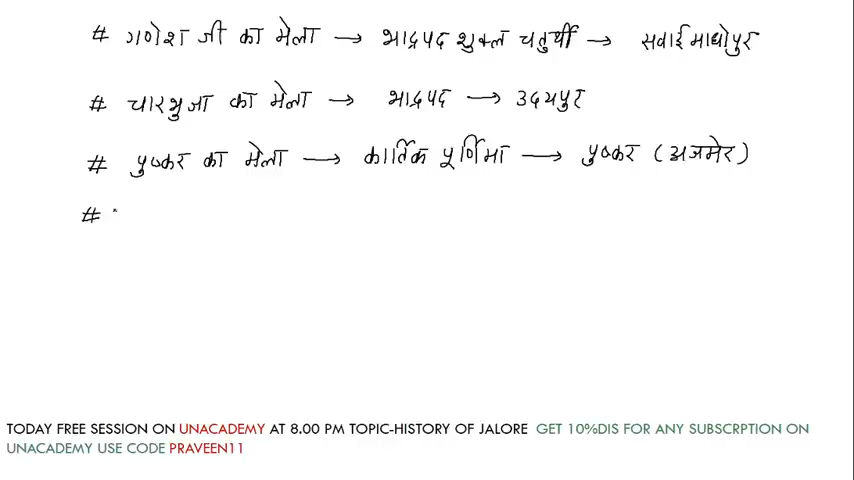 # गणेश जी का मेला → भाद्रपद शुक्ल चतुर्थी → सवाईमाधोपुर
# चारभुजा का मेला → भाद्रपद → उदयपुर
# पुष्कर का मेला → कार्तिक पूर्णिमा → पुष्कर (अजमेर)
#
TODAY FREE SESSION ON UNACADEMY AT 8.00 PM TOPIC-HISTORY OF JALORE GET 10%DIS FOR ANY SUBSCRPTION ON
UNACADEMY USE CODE PRAVEEN11